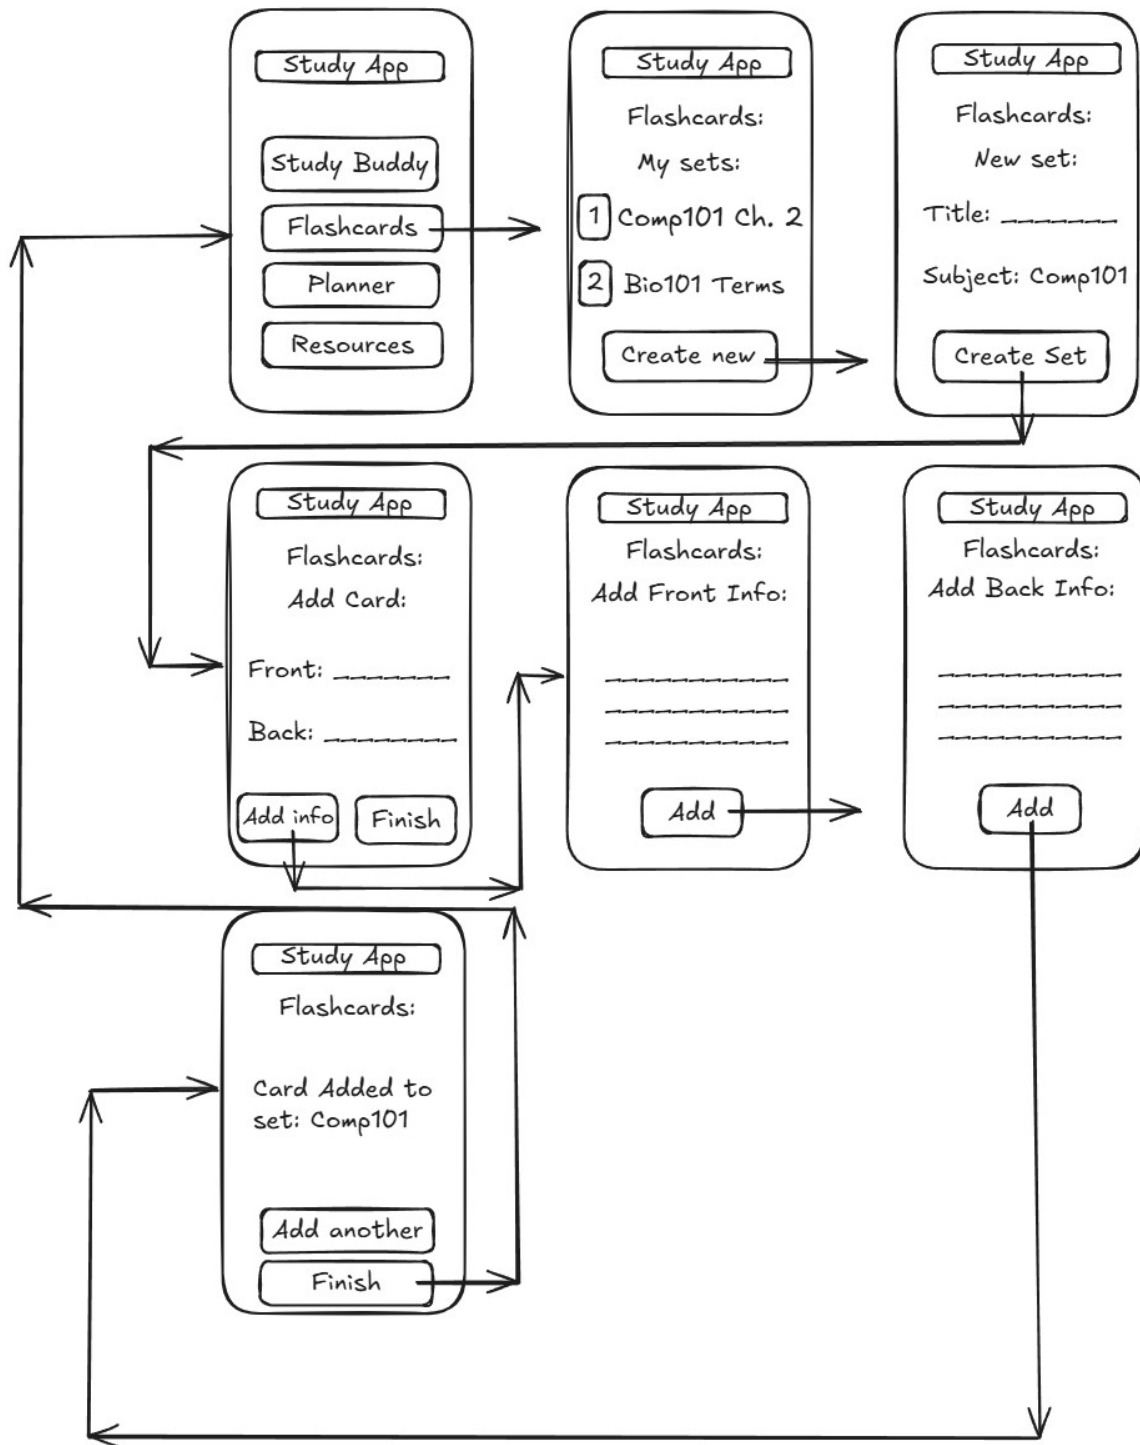 Study App
Study Buddy
Flashcards
Planner
Resources
Study App
Flashcards:
My sets:
1 Comp101 Ch. 2
2 Bio101 Terms
Create new
Study App
Flashcards:
New set:
Title: _______
Subject: Comp101
Create Set
Study App
Flashcards:
Add Card:
Front: _______
Back: ________
Add info
Finish
Study App
Flashcards:
Add Front Info:
Add
Study App
Flashcards:
Add Back Info:
Add
Study App
Flashcards:
Card Added to
set: Comp101
Add another
Finish